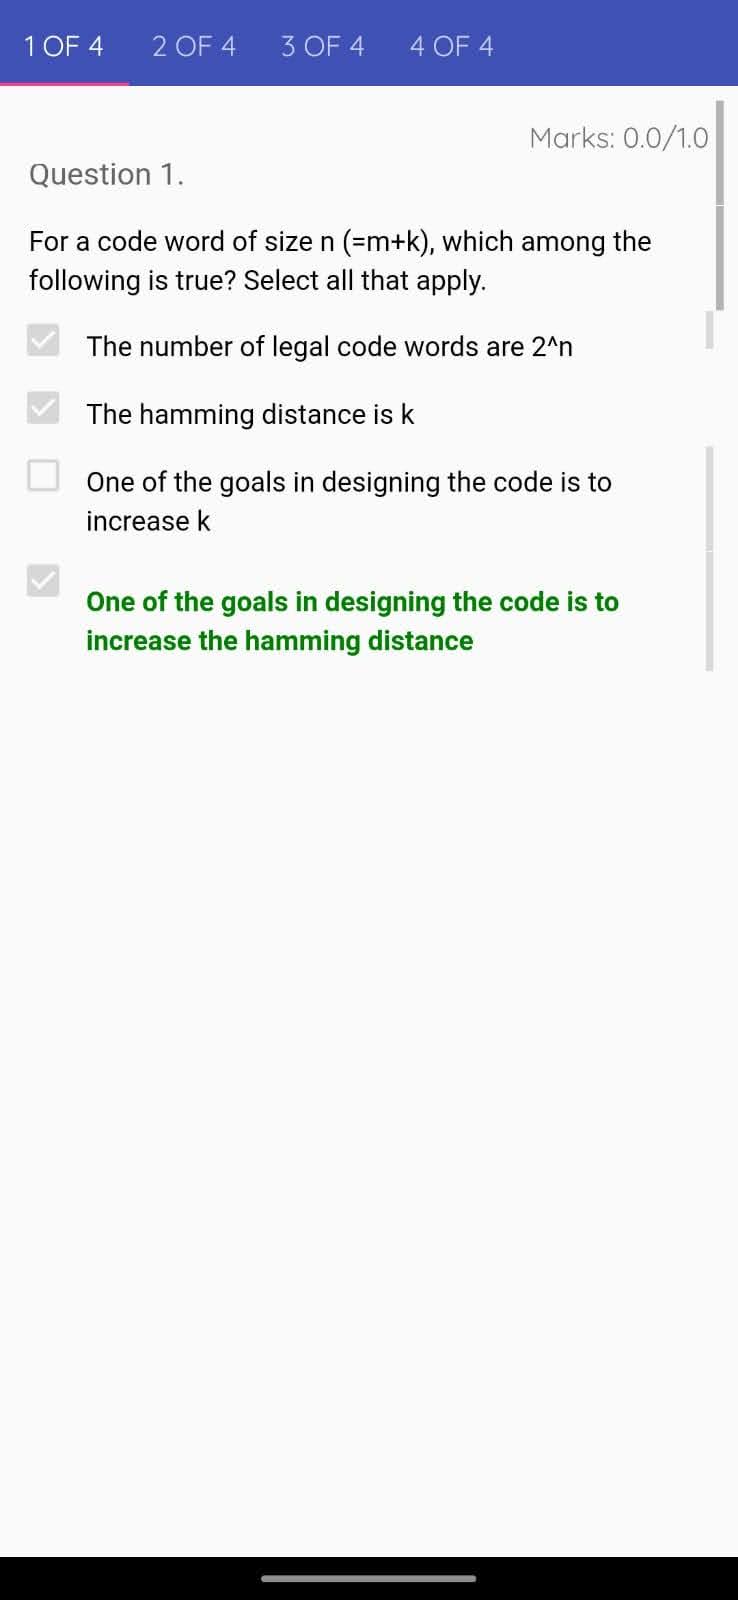 1 OF 4 2 OF 4 3 OF 4 4 OF 4
Marks: 0.0/1.0
Question 1.
For a code word of size n (=m+k), which among the
following is true? Select all that apply.
The number of legal code words are 2^n
The hamming distance is k
One of the goals in designing the code is to
increase k
One of the goals in designing the code is to
increase the hamming distance